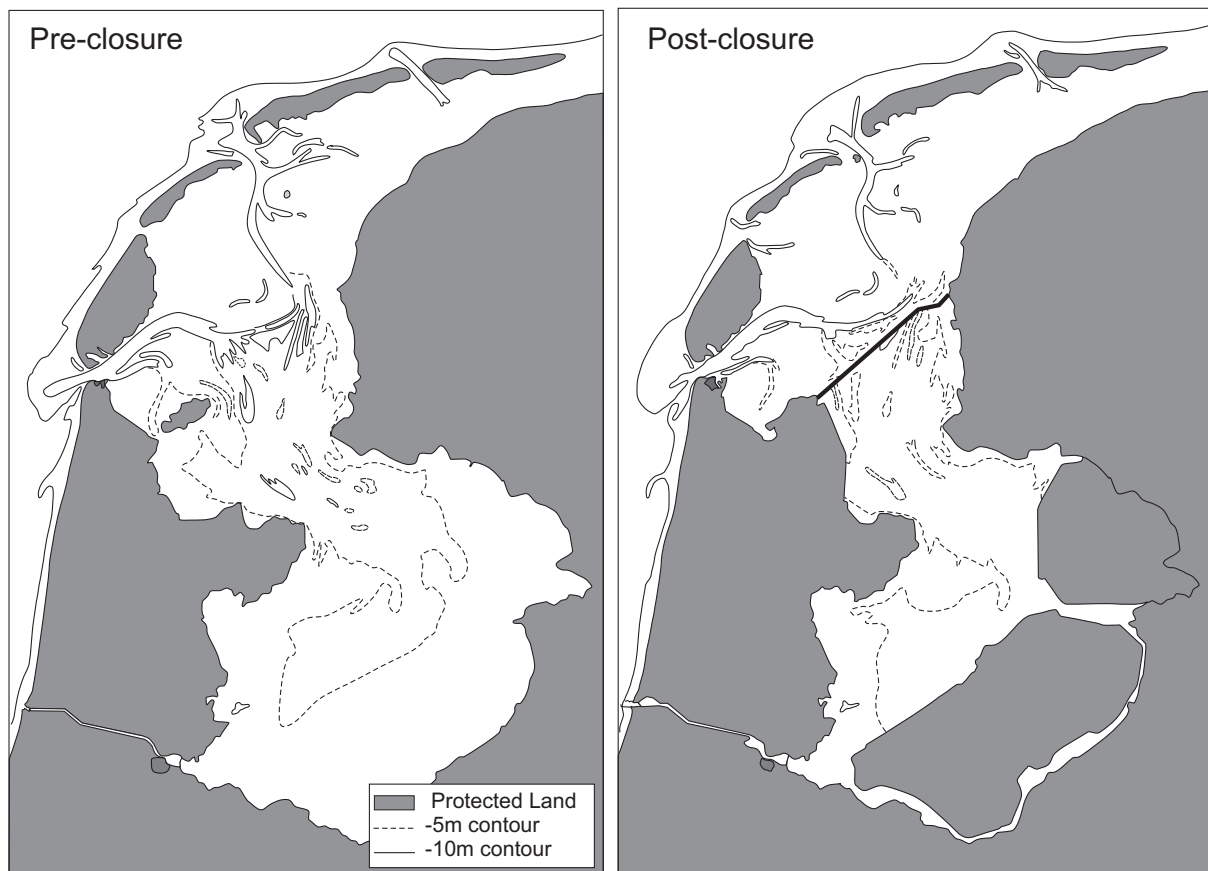 Pre-closure
Post-closure
Protected Land
-5m contour
-10m contour